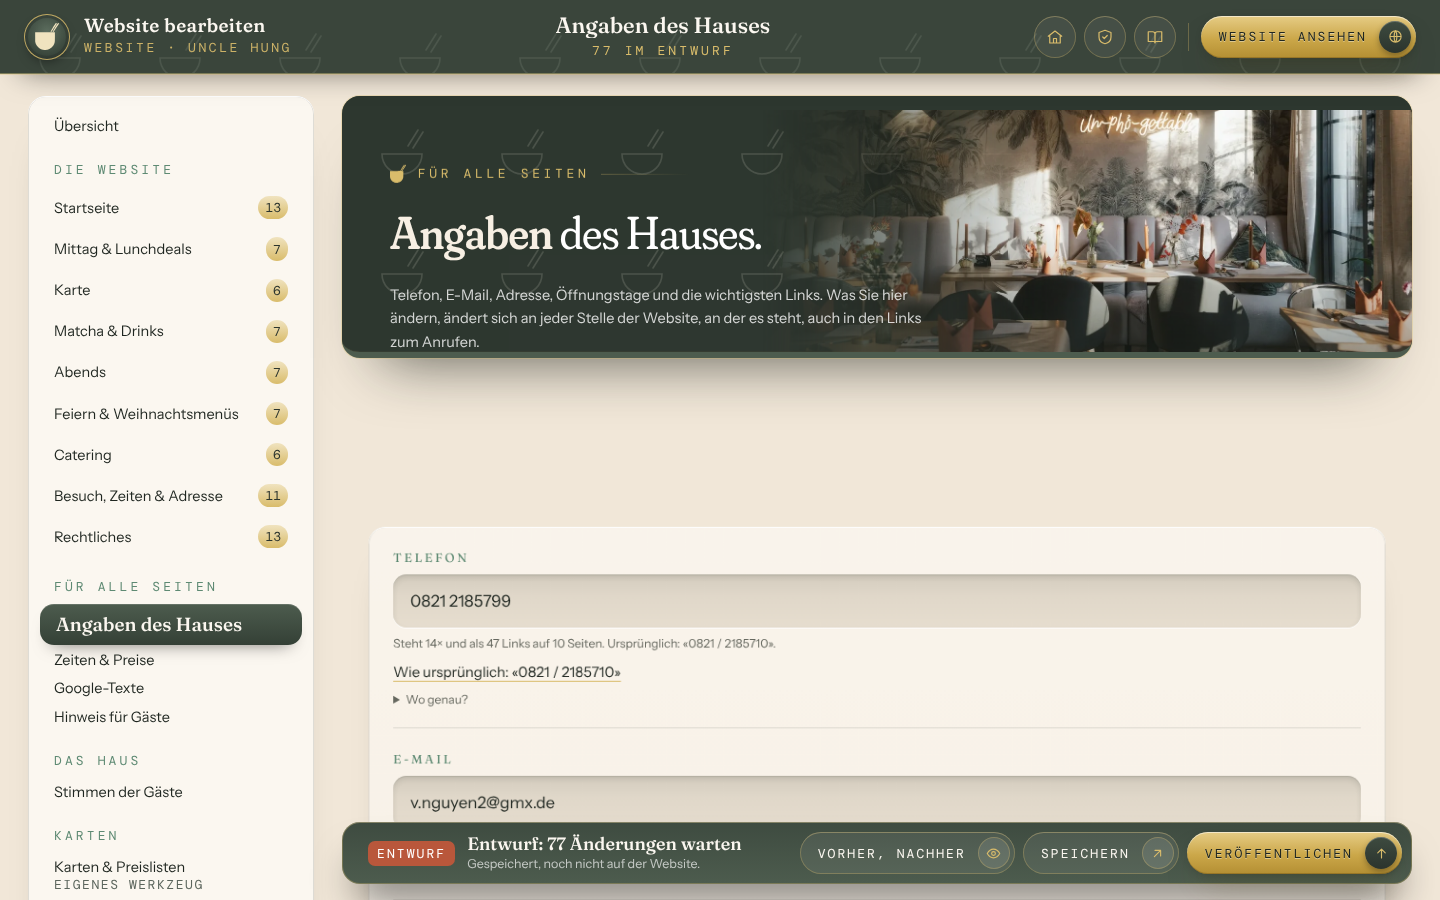 Website bearbeiten
WEBSITE · UNCLE HUNG
Angaben des Hauses
77 IM ENTWURF
WEBSITE ANSEHEN
Übersicht
DIE WEBSITE
Startseite 13
Mittag & Lunchdeals 7
Karte 6
Matcha & Drinks 7
Abends 7
Feiern & Weihnachtsmenüs 7
Catering 6
Besuch, Zeiten & Adresse 11
Rechtliches 13
FÜR ALLE SEITEN
Angaben des Hauses
Zeiten & Preise
Google-Texte
Hinweis für Gäste
DAS HAUS
Stimmen der Gäste
KARTEN
Karten & Preislisten
EIGENES WERKZEUG
Um-phở-gettable
FÜR ALLE SEITEN
Angaben des Hauses.
Telefon, E-Mail, Adresse, Öffnungstage und die wichtigsten Links. Was Sie hier
ändern, ändert sich an jeder Stelle der Website, an der es steht, auch in den Links
zum Anrufen.
TELEFON
0821 2185799
Steht 14× und als 47 Links auf 10 Seiten. Ursprünglich: «0821 / 2185710».
Wie ursprünglich: «0821 / 2185710»
Wo genau?
E-MAIL
v.nguyen2@gmx.de
ENTWURF
Entwurf: 77 Änderungen warten
Gespeichert, noch nicht auf der Website.
VORHER, NACHHER
SPEICHERN
VERÖFFENTLICHEN